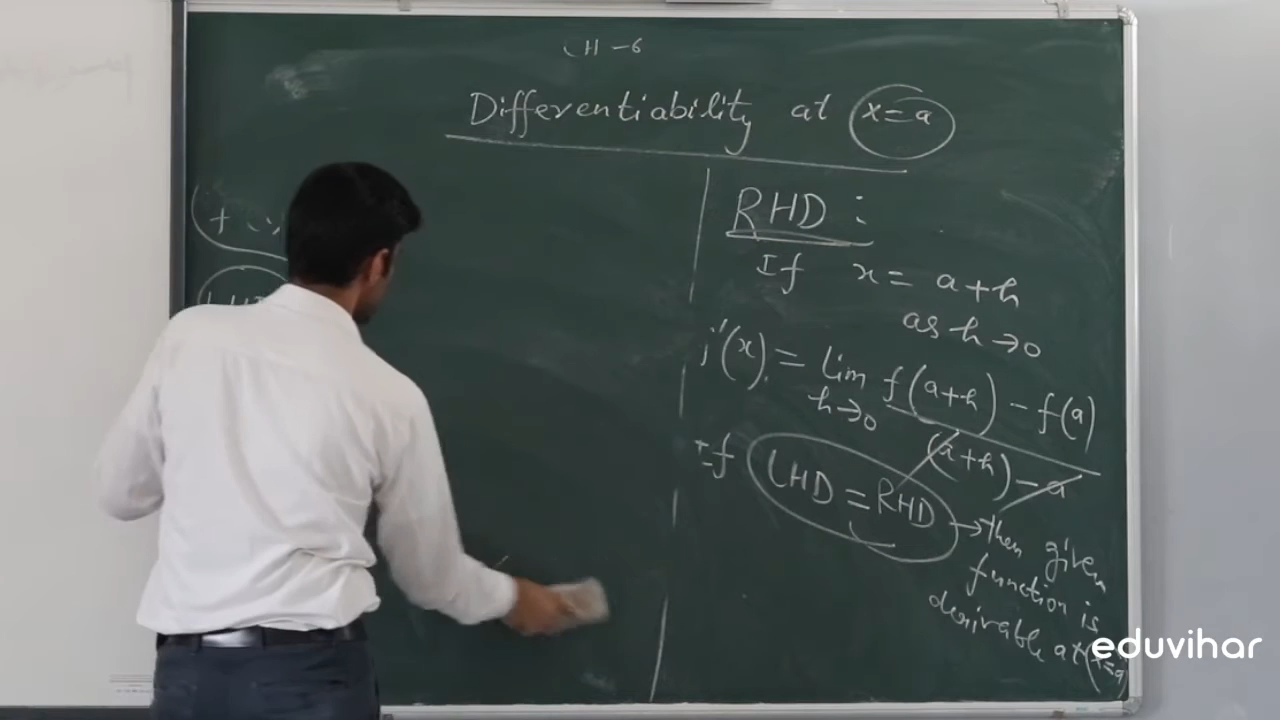 CH-6
Differentiability at x=a
RHD :
If x = a+h
as h→0
f'(x) = lim f(a+h) - f(a)
h→0 (a+h) - a
If LHD = RHD → then given
function is
derivable at (x=a)
eduvihar